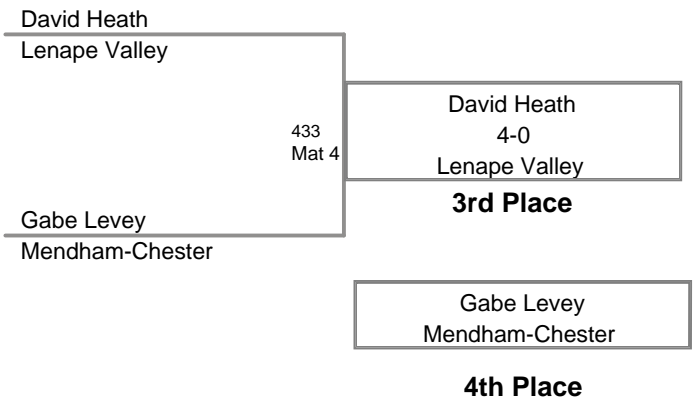 David Heath
Lenape Valley
433
Mat 4
David Heath
4-0
Lenape Valley
3rd Place
Gabe Levey
Mendham-Chester
Gabe Levey
Mendham-Chester
4th Place